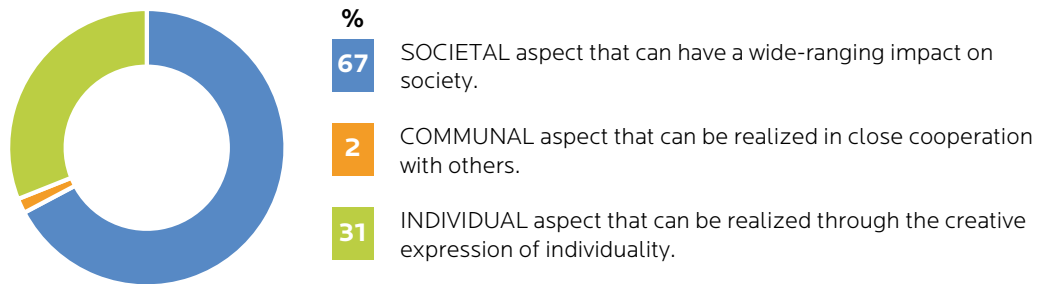 %
67
SOCIETAL aspect that can have a wide-ranging impact on
society.
2
COMMUNAL aspect that can be realized in close cooperation
with others.
31
INDIVIDUAL aspect that can be realized through the creative
expression of individuality.